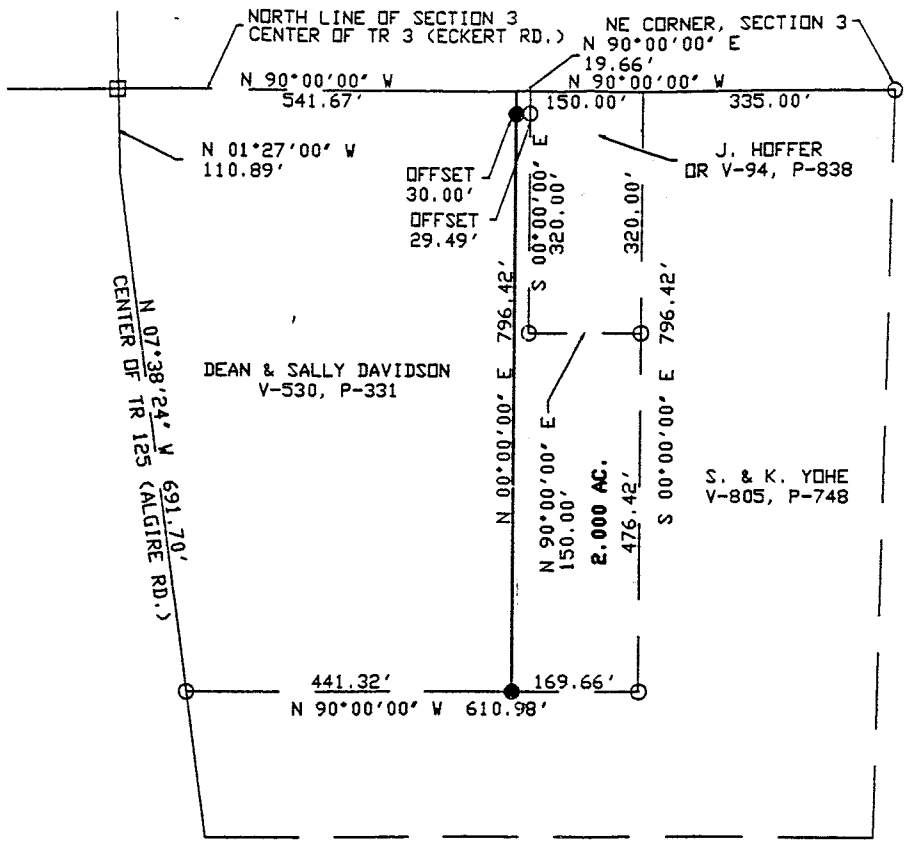 NORTH LINE OF SECTION 3
CENTER OF TR 3 (ECKERT RD.)
NE CORNER, SECTION 3
N 90°00'00" E
19.66'
N 90°00'00" W
541.67'
N 90°00'00" W
150.00'
335.00'
N 01°27'00" W
110.89'
OFFSET
30.00'
OFFSET
29.49'
J. HOFFER
OR V-94, P-838
S 00°00'00" E
320.00'
320.00'
N 00°00'00" E 796.42'
S 00°00'00" E 796.42'
N 07°38'24" W 691.70'
CENTER OF TR 125 (ALGIRE RD.)
DEAN & SALLY DAVIDSON
V-530, P-331
N 90°00'00" E
150.00'
2.000 AC.
476.42'
S. & K. YOHE
V-805, P-748
441.32'
169.66'
N 90°00'00" W 610.98'